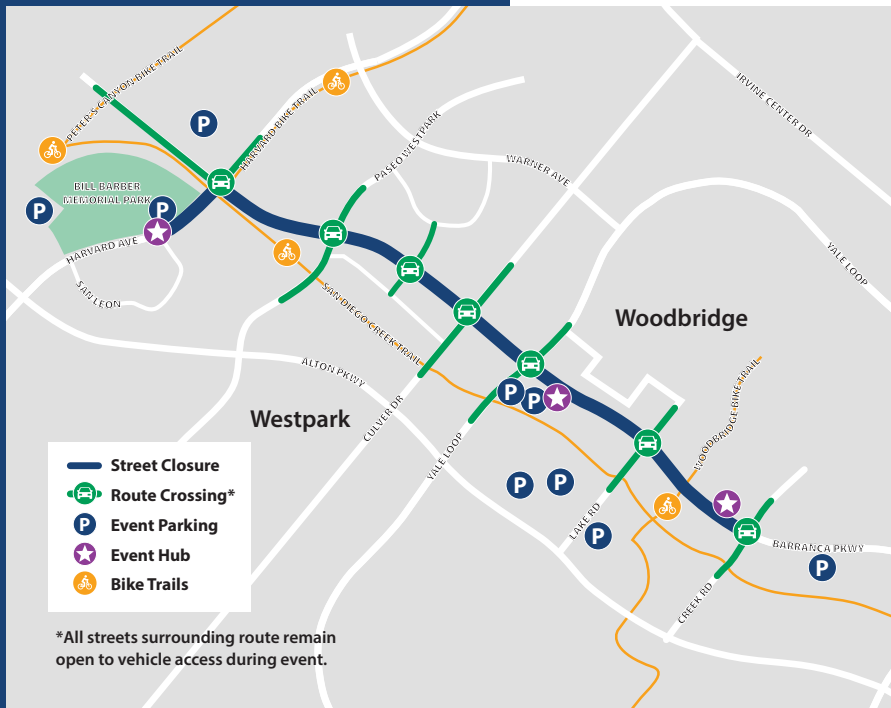 PETER'S CANYON BIKE TRAIL
HARVARD BIKE TRAIL
IRVINE CENTER DR
P
PASEO WESTPARK
WARNER AVE
BILL BARBER
MEMORIAL PARK
P
P
HARVARD AVE
SAN LEON
YALE LOOP
SAN DIEGO CREEK TRAIL
Woodbridge
ALTON PKWY
WOODBRIDGE BIKE TRAIL
P
P
Westpark
CULVER DR
YALE LOOP
P
P
LAKE RD
P
BARRANCA PKWY
P
CREEK RD
Street Closure
Route Crossing*
P Event Parking
Event Hub
Bike Trails
*All streets surrounding route remain
open to vehicle access during event.